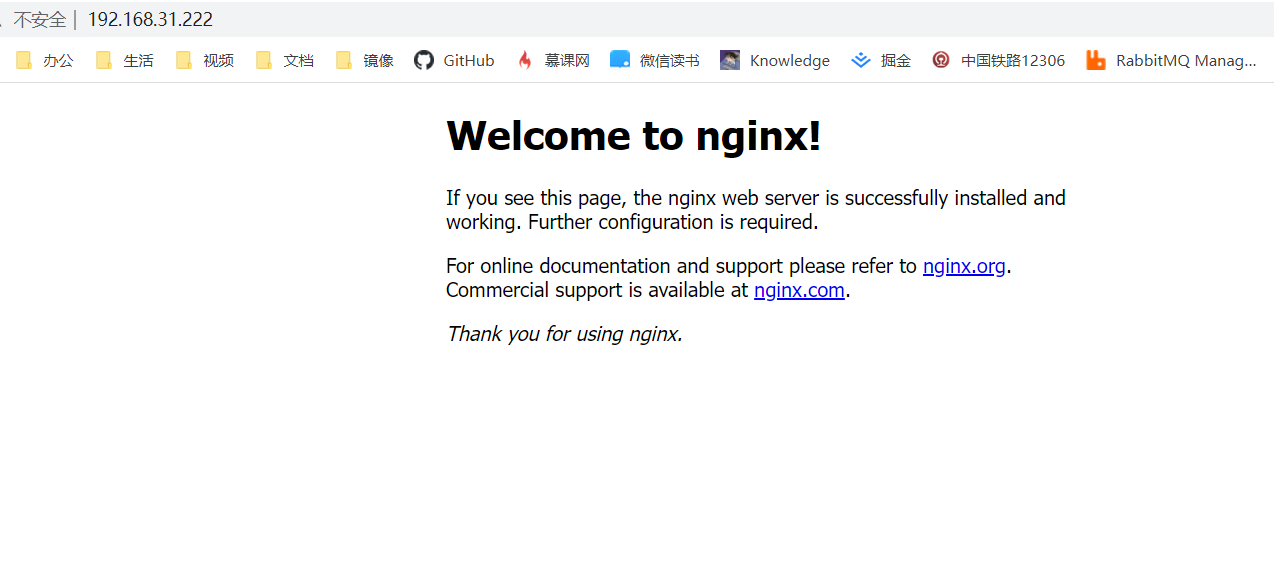 不安全 | 192.168.31.222
办公 生活 视频 文档 镜像 GitHub 慕课网 微信读书 Knowledge 掘金 中国铁路12306 RabbitMQ Manag...
Welcome to nginx!
If you see this page, the nginx web server is successfully installed and
working. Further configuration is required.
For online documentation and support please refer to nginx.org.
Commercial support is available at nginx.com.
Thank you for using nginx.